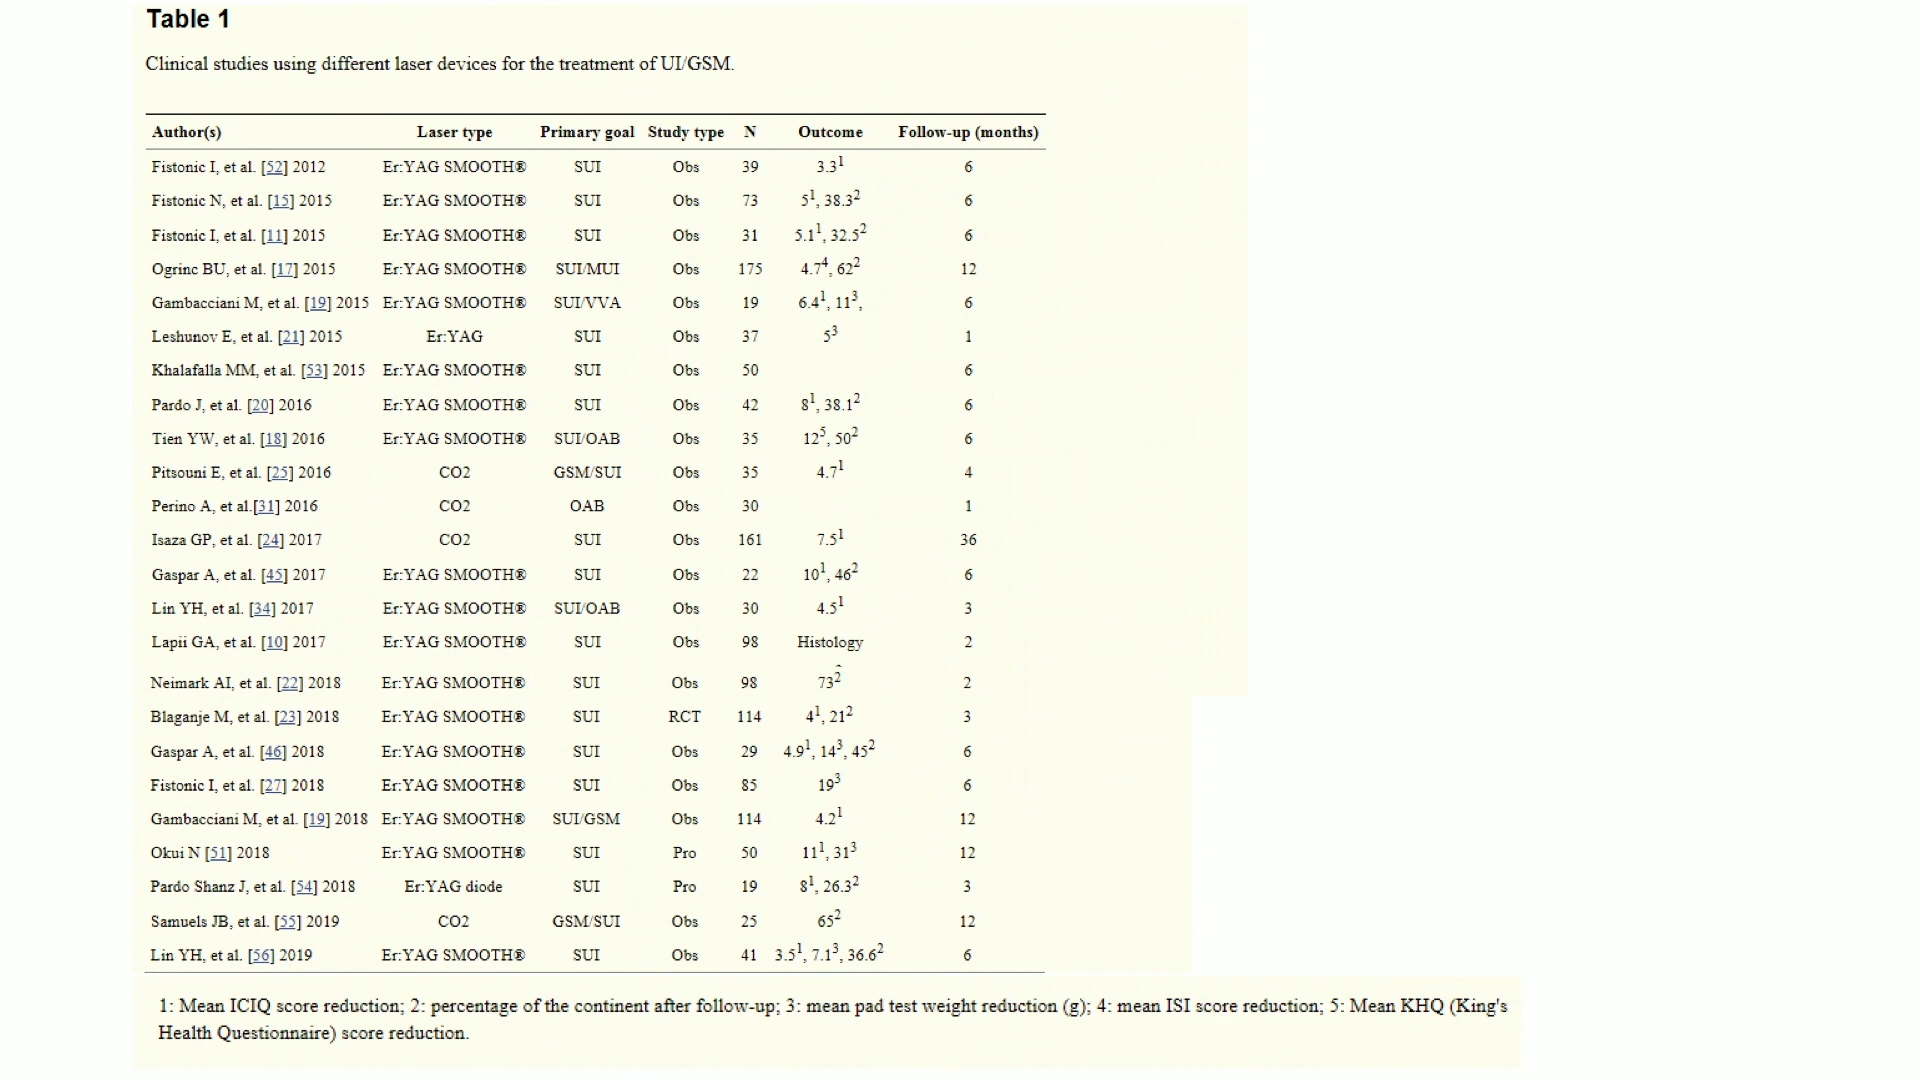 Table 1
Clinical studies using different laser devices for the treatment of UI/GSM.
Author(s) Laser type Primary goal Study type N Outcome Follow-up (months)
Fistonic I, et al. [52] 2012 Er:YAG SMOOTH® SUI Obs 39 3.3¹ 6
Fistonic N, et al. [15] 2015 Er:YAG SMOOTH® SUI Obs 73 5¹, 38.3² 6
Fistonic I, et al. [11] 2015 Er:YAG SMOOTH® SUI Obs 31 5.1¹, 32.5² 6
Ogrinc BU, et al. [17] 2015 Er:YAG SMOOTH® SUI/MUI Obs 175 4.7⁴, 62² 12
Gambacciani M, et al. [19] 2015 Er:YAG SMOOTH® SUI/VVA Obs 19 6.4¹, 11³, 6
Leshunov E, et al. [21] 2015 Er:YAG SUI Obs 37 5³ 1
Khalafalla MM, et al. [53] 2015 Er:YAG SMOOTH® SUI Obs 50 6
Pardo J, et al. [20] 2016 Er:YAG SMOOTH® SUI Obs 42 8¹, 38.1² 6
Tien YW, et al. [18] 2016 Er:YAG SMOOTH® SUI/OAB Obs 35 12⁵, 50² 6
Pitsouni E, et al. [25] 2016 CO2 GSM/SUI Obs 35 4.7¹ 4
Perino A, et al.[31] 2016 CO2 OAB Obs 30 1
Isaza GP, et al. [24] 2017 CO2 SUI Obs 161 7.5¹ 36
Gaspar A, et al. [45] 2017 Er:YAG SMOOTH® SUI Obs 22 10¹, 46² 6
Lin YH, et al. [34] 2017 Er:YAG SMOOTH® SUI/OAB Obs 30 4.5¹ 3
Lapii GA, et al. [10] 2017 Er:YAG SMOOTH® SUI Obs 98 Histology 2
Neimark AI, et al. [22] 2018 Er:YAG SMOOTH® SUI Obs 98 73² 2
Blaganje M, et al. [23] 2018 Er:YAG SMOOTH® SUI RCT 114 4¹, 21² 3
Gaspar A, et al. [46] 2018 Er:YAG SMOOTH® SUI Obs 29 4.9¹, 14³, 45² 6
Fistonic I, et al. [27] 2018 Er:YAG SMOOTH® SUI Obs 85 19³ 6
Gambacciani M, et al. [19] 2018 Er:YAG SMOOTH® SUI/GSM Obs 114 4.2¹ 12
Okui N [51] 2018 Er:YAG SMOOTH® SUI Pro 50 11¹, 31³ 12
Pardo Shanz J, et al. [54] 2018 Er:YAG diode SUI Pro 19 8¹, 26.3² 3
Samuels JB, et al. [55] 2019 CO2 GSM/SUI Obs 25 65² 12
Lin YH, et al. [56] 2019 Er:YAG SMOOTH® SUI Obs 41 3.5¹, 7.1³, 36.6² 6
1: Mean ICIQ score reduction; 2: percentage of the continent after follow-up; 3: mean pad test weight reduction (g); 4: mean ISI score reduction; 5: Mean KHQ (King's
Health Questionnaire) score reduction.